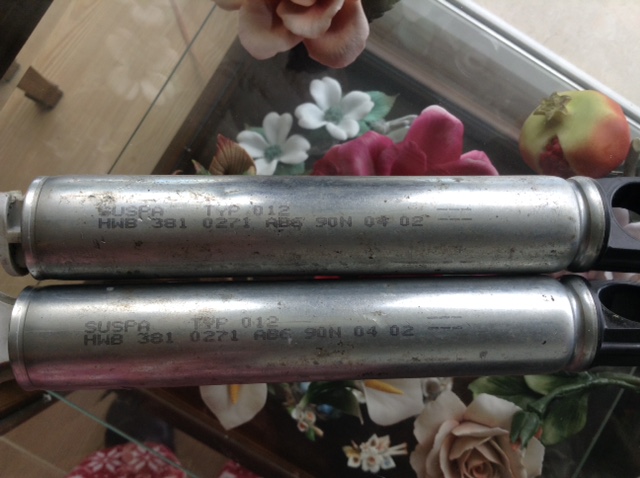 SUSPA TYP 012 ---
HWB 381 0271 AB6 90N 04 02 ---
SUSPA TYP 012 ---
HWB 381 0271 AB6 90N 04 02 ---